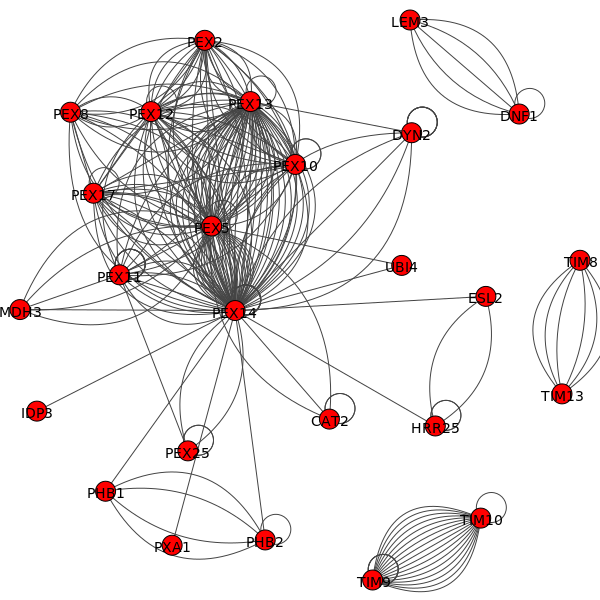 LEM3
PEX2
PEX13
PEX8
PEX12
DNF1
DYN2
PEX10
PEX17
PEX5
UBI4
TIM8
PEX11
ESL2
MDH3
PEX14
TIM13
IDP3
CAT2
HRR25
PEX25
PHB1
TIM10
PXA1
PHB2
TIM9